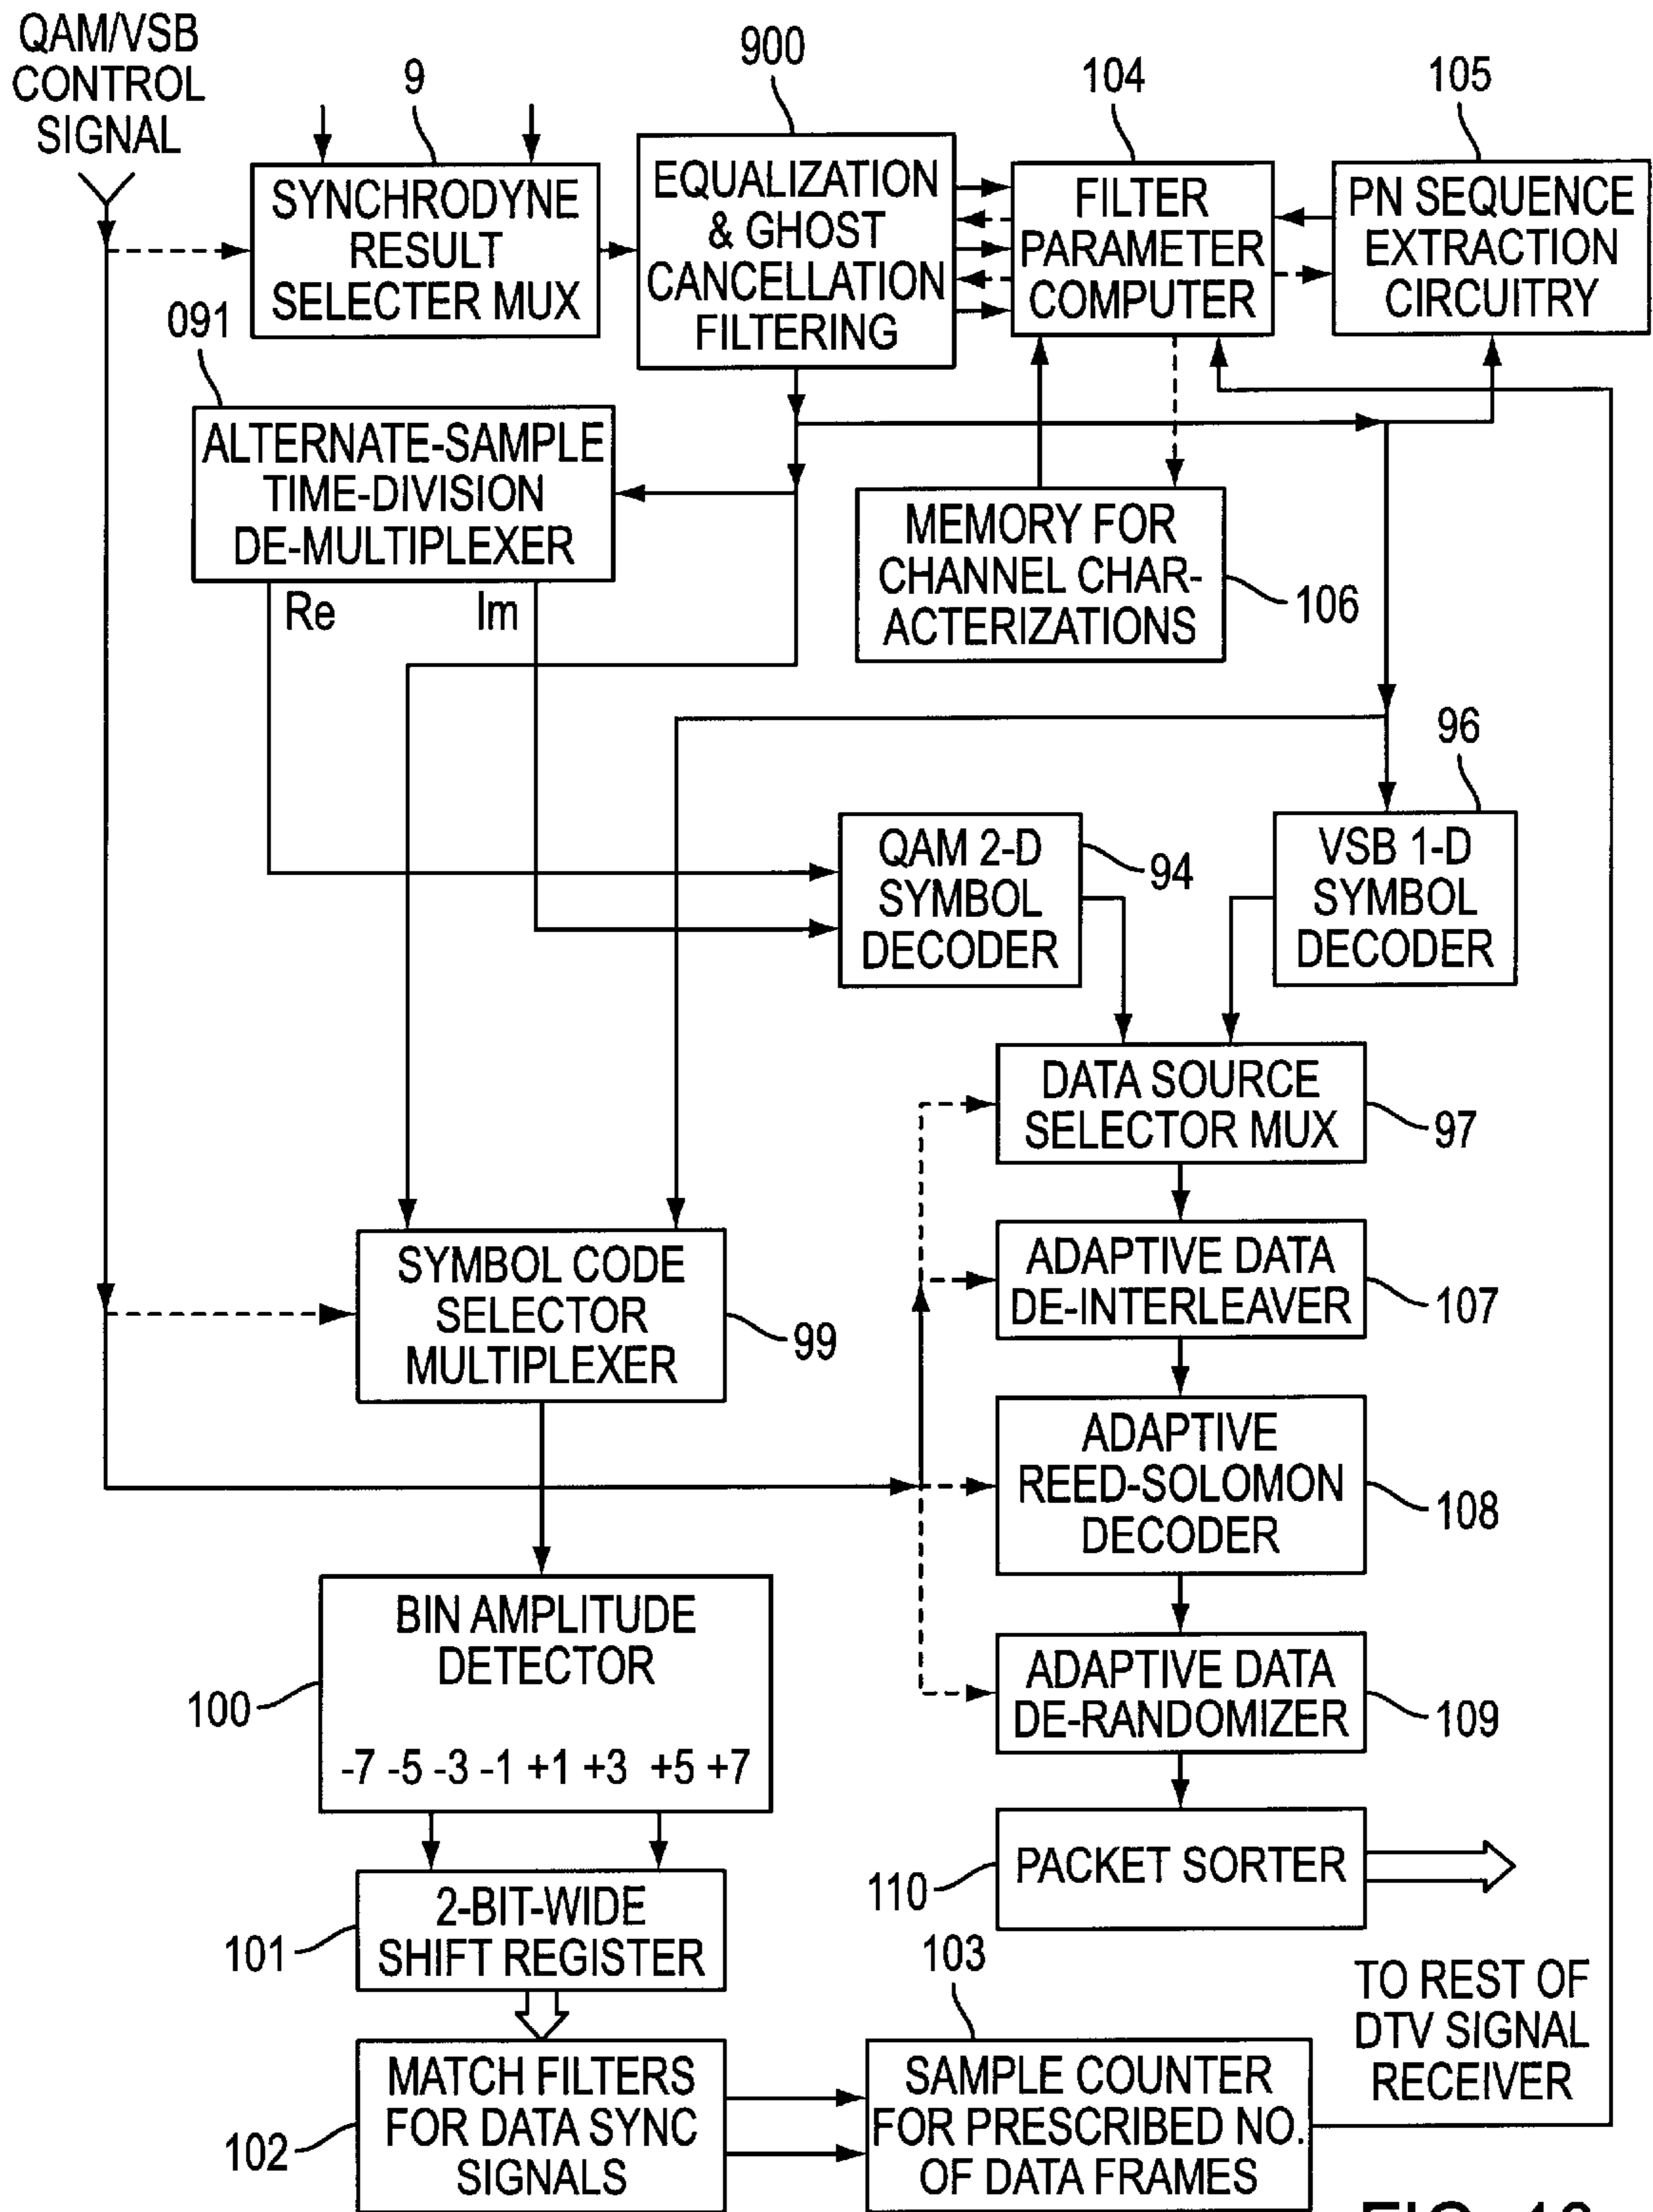 QAM/VSB
CONTROL
SIGNAL
9
900
104
105
SYNCHRODYNE
RESULT
SELECTER MUX
EQUALIZATION
& GHOST
CANCELLATION
FILTERING
FILTER
PARAMETER
COMPUTER
PN SEQUENCE
EXTRACTION
CIRCUITRY
091
ALTERNATE-SAMPLE
TIME-DIVISION
DE-MULTIPLEXER
Re
Im
MEMORY FOR
CHANNEL CHAR-
ACTERIZATIONS
106
96
QAM 2-D
SYMBOL
DECODER
94
VSB 1-D
SYMBOL
DECODER
DATA SOURCE
SELECTOR MUX
97
SYMBOL CODE
SELECTOR
MULTIPLEXER
99
ADAPTIVE DATA
DE-INTERLEAVER
107
ADAPTIVE
REED-SOLOMON
DECODER
108
BIN AMPLITUDE
DETECTOR
100
-7 -5 -3 -1 +1 +3 +5 +7
ADAPTIVE DATA
DE-RANDOMIZER
109
PACKET SORTER
110
2-BIT-WIDE
SHIFT REGISTER
101
103
TO REST OF
DTV SIGNAL
RECEIVER
MATCH FILTERS
FOR DATA SYNC
SIGNALS
102
SAMPLE COUNTER
FOR PRESCRIBED NO.
OF DATA FRAMES